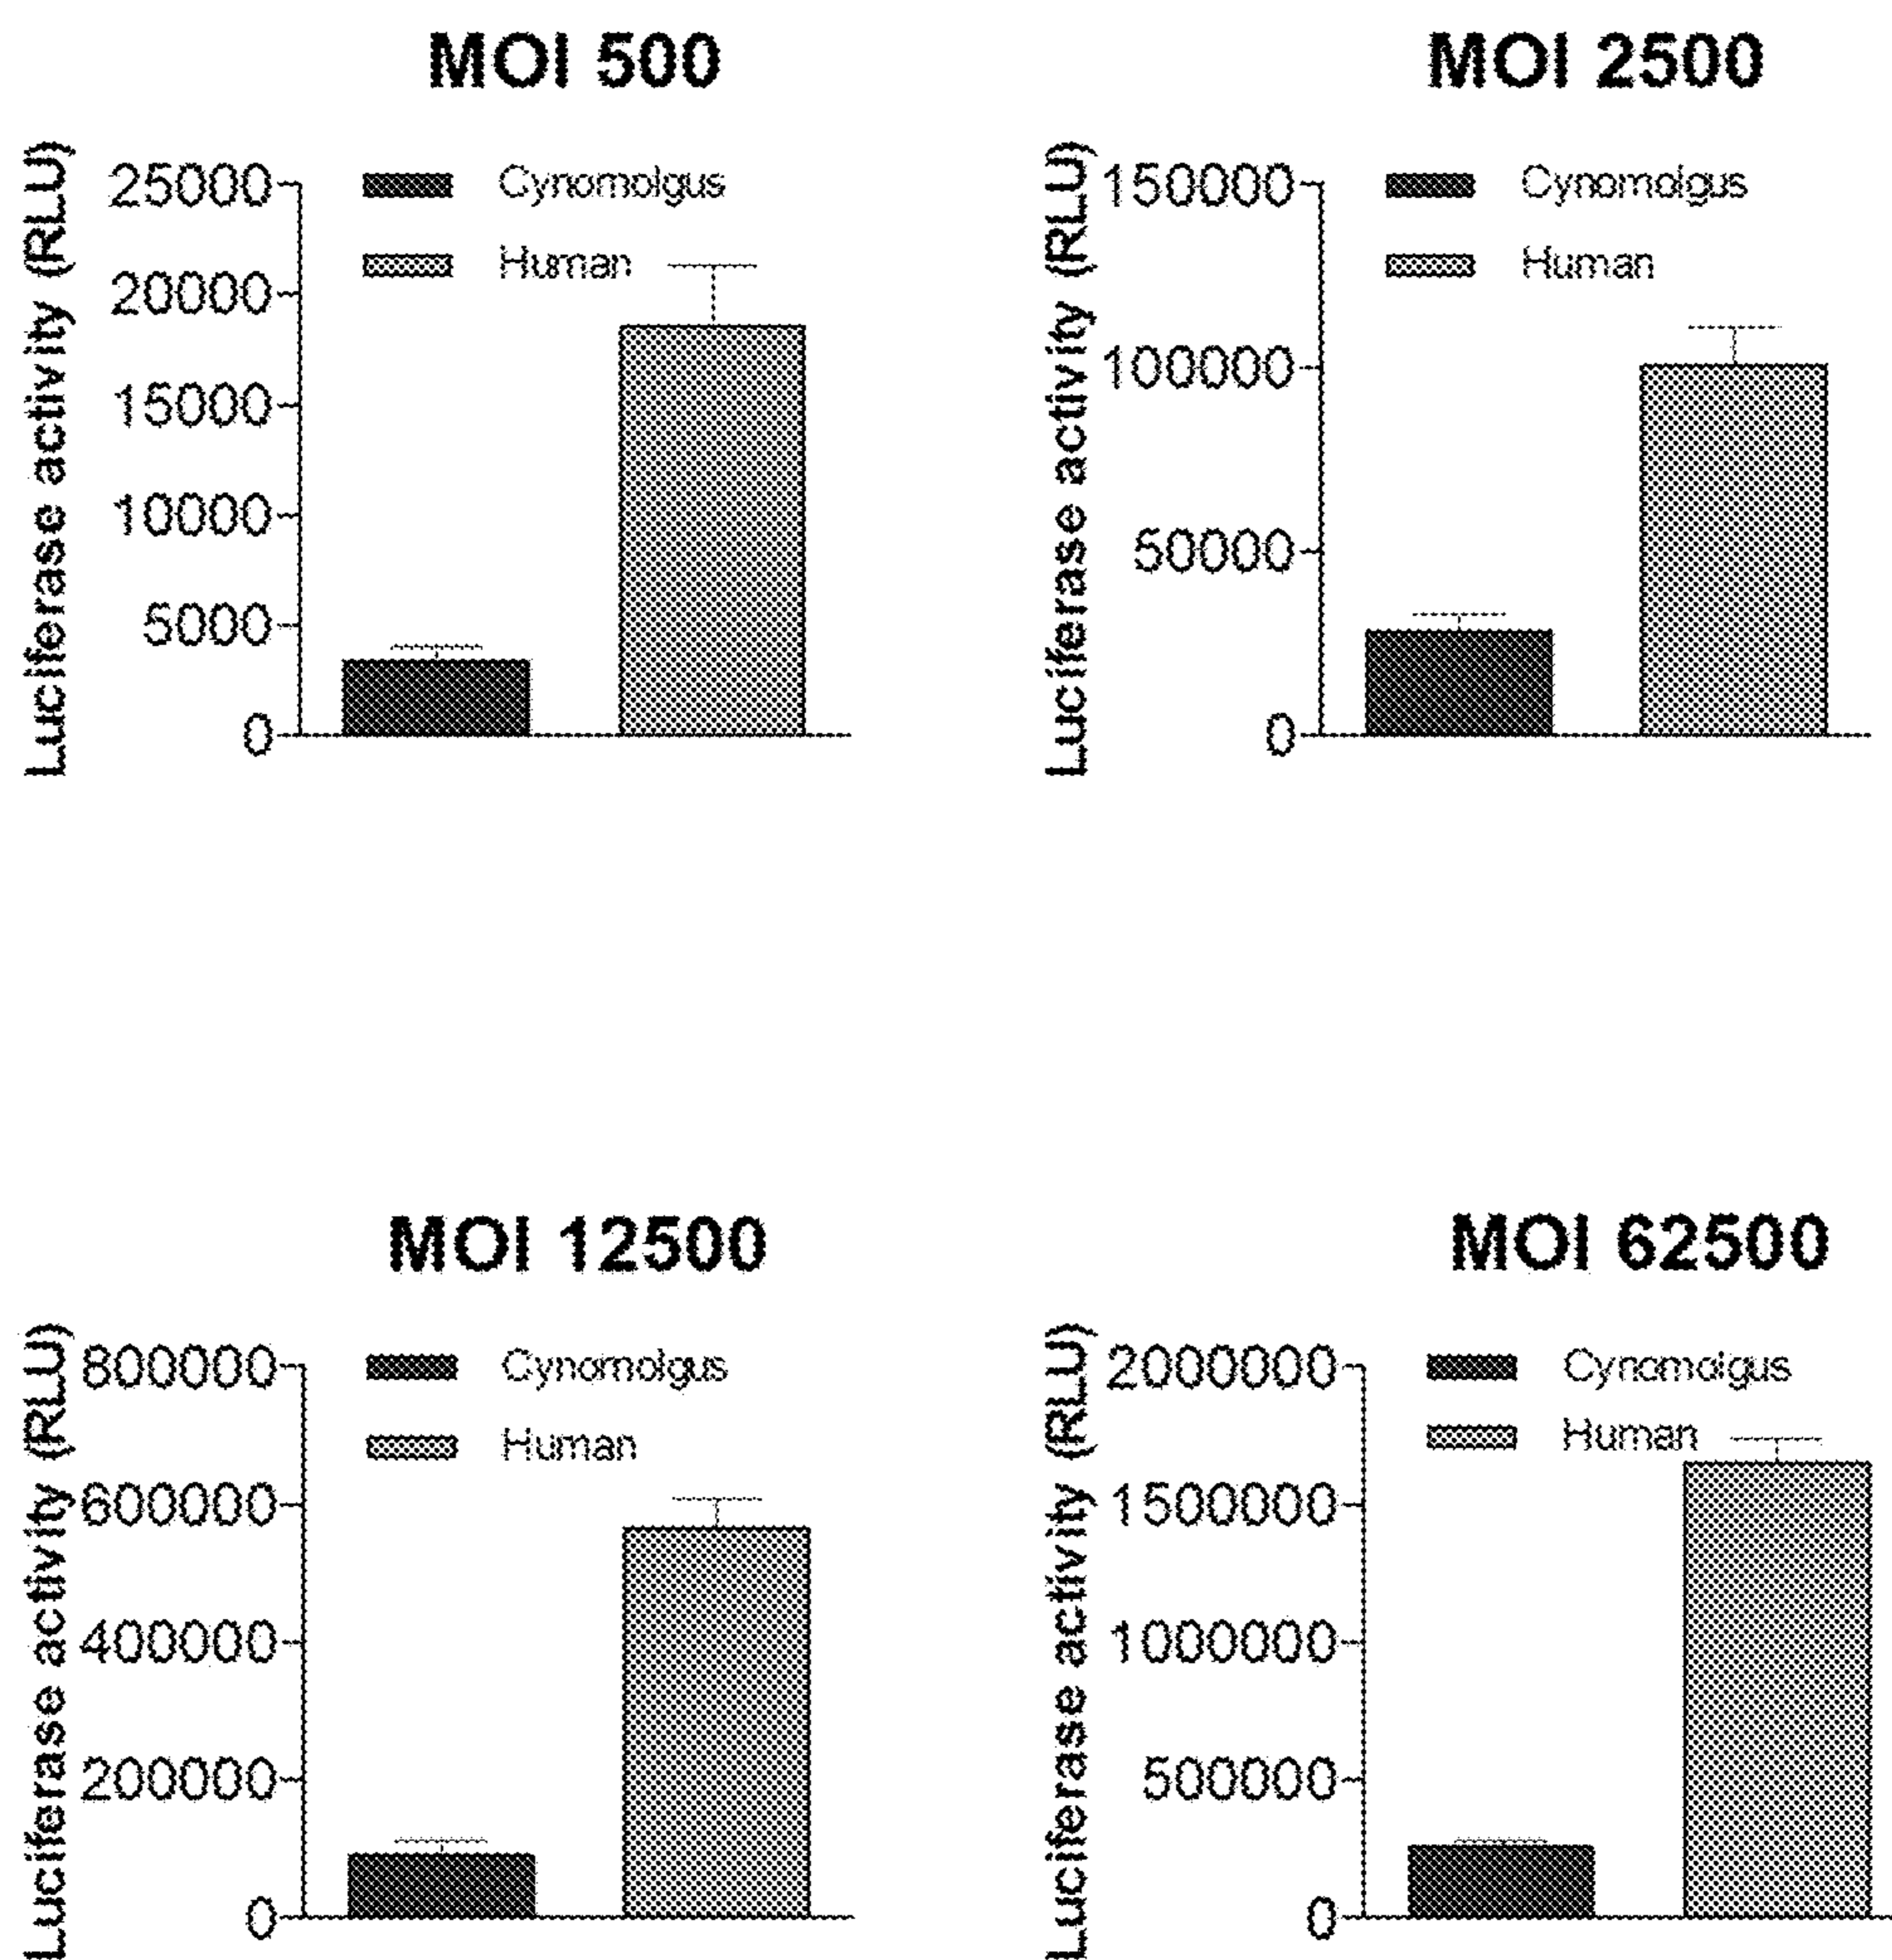 MOI 500
Luciferase activity (RLU)
25000
20000
15000
10000
5000
0
Cynomolgus
Human
MOI 2500
Luciferase activity (RLU)
150000
100000
50000
0
Cynomolgus
Human
MOI 12500
Luciferase activity (RLU)
800000
600000
400000
200000
0
Cynomolgus
Human
MOI 62500
Luciferase activity (RLU)
2000000
1500000
1000000
500000
0
Cynomolgus
Human